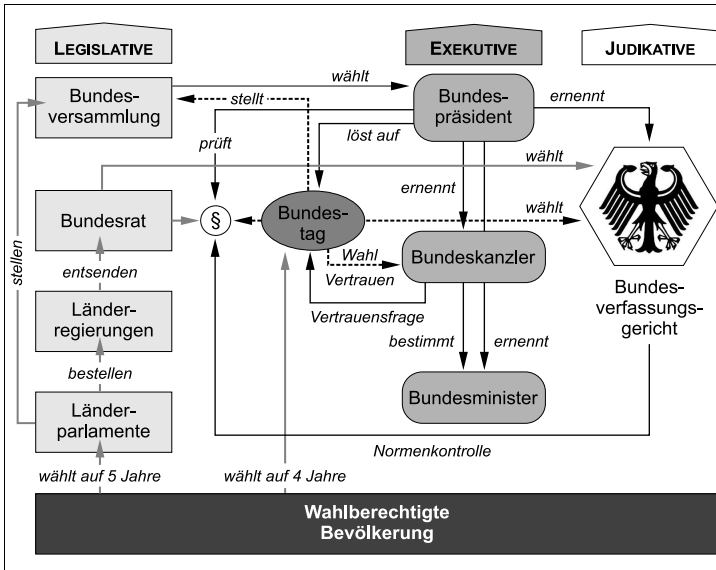 LEGISLATIVE
EXEKUTIVE
JUDIKATIVE
Bundes-
versammlung
wählt
stellt
Bundes-
präsident
ernennt
prüft
löst auf
wählt
Bundesrat
§
Bundes-
tag
ernennt
wählt
stellen
entsenden
Wahl
Vertrauen
Bundeskanzler
Bundes-
verfassungs-
gericht
Länder-
regierungen
Vertrauensfrage
bestimmt
ernennt
bestellen
Bundesminister
Länder-
parlamente
Normenkontrolle
wählt auf 5 Jahre
wählt auf 4 Jahre
Wahlberechtigte
Bevölkerung